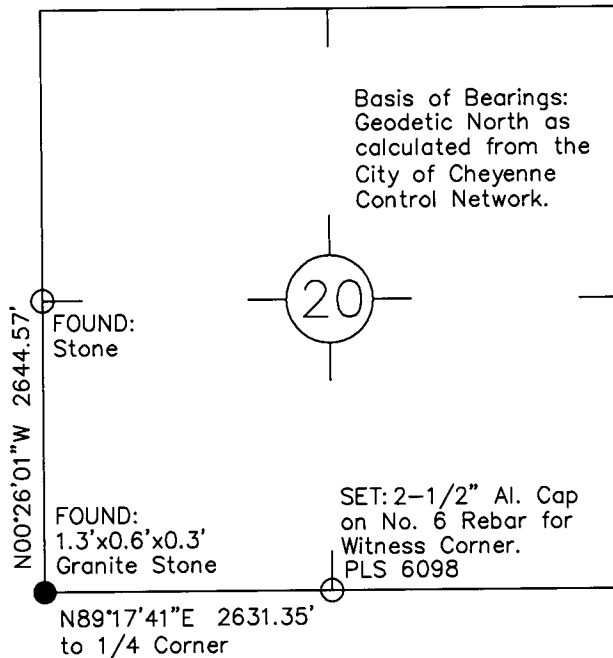 Basis of Bearings:
Geodetic North as
calculated from the
City of Cheyenne
Control Network.
20
FOUND:
Stone
N00°26'01"W 2644.57'
FOUND:
1.3'x0.6'x0.3'
Granite Stone
SET: 2-1/2" Al. Cap
on No. 6 Rebar for
Witness Corner.
PLS 6098
N89°17'41"E 2631.35'
to 1/4 Corner